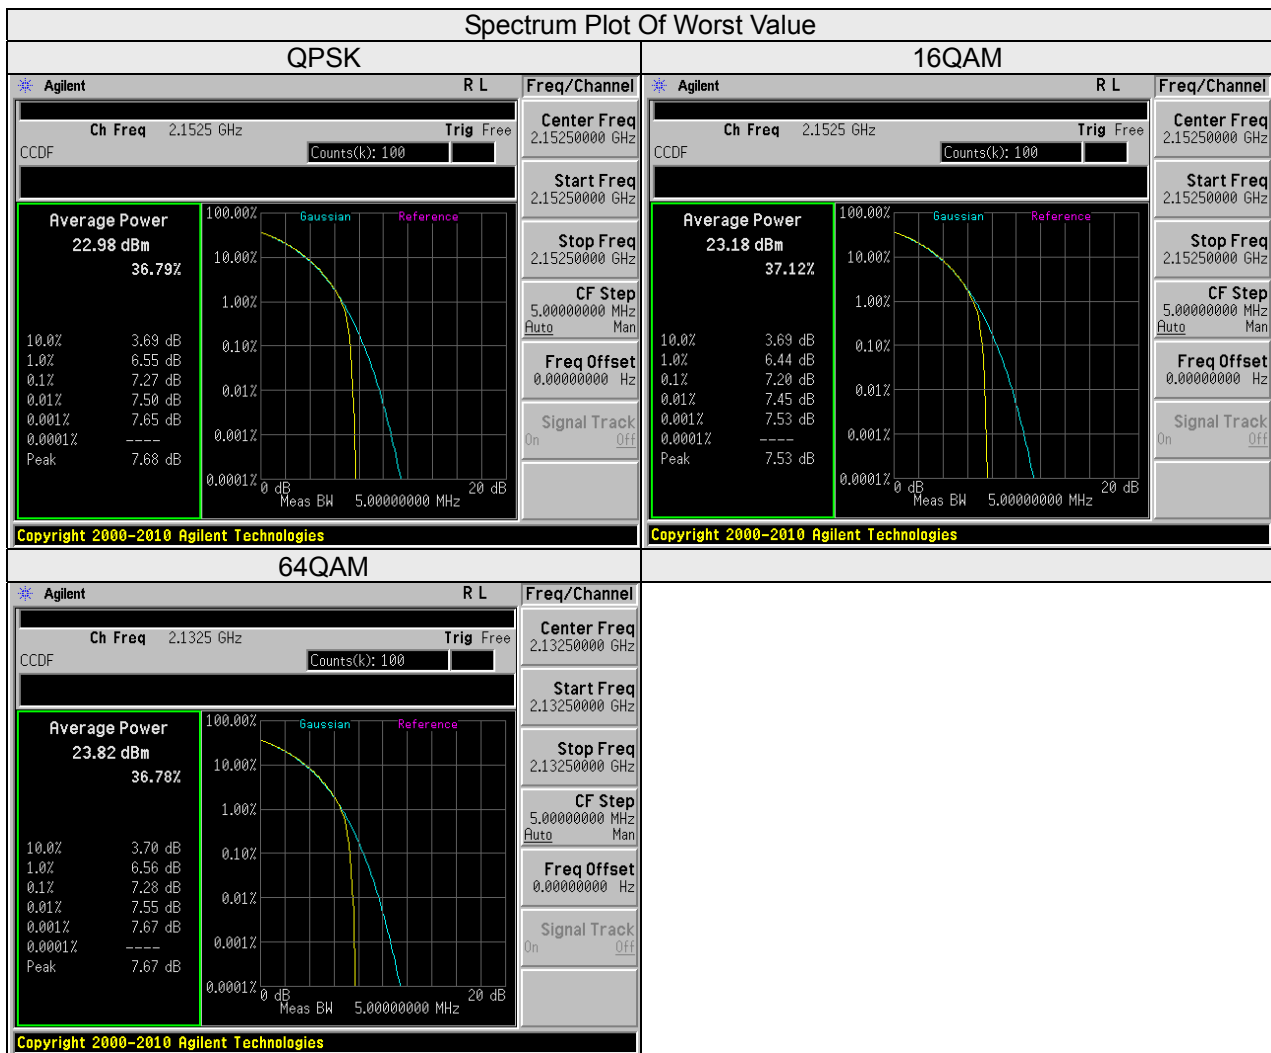 Spectrum Plot Of Worst Value
QPSK
Agilent R L Freq/Channel
Ch Freq 2.1525 GHz Trig Free
CCDF Counts(k): 100
Average Power
22.98 dBm
36.79%
10.0% 3.69 dB
1.0% 6.55 dB
0.1% 7.27 dB
0.01% 7.50 dB
0.001% 7.65 dB
0.0001% ----
Peak 7.68 dB
Gaussian Reference
100.00%
10.00%
1.00%
0.10%
0.01%
0.001%
0.0001%
0 dB 20 dB
Meas BW 5.00000000 MHz
Center Freq
2.15250000 GHz
Start Freq
2.15250000 GHz
Stop Freq
2.15250000 GHz
CF Step
5.00000000 MHz
Auto Man
Freq Offset
0.00000000 Hz
Signal Track
On Off
Copyright 2000-2010 Agilent Technologies
16QAM
Agilent R L Freq/Channel
Ch Freq 2.1525 GHz Trig Free
CCDF Counts(k): 100
Average Power
23.18 dBm
37.12%
10.0% 3.69 dB
1.0% 6.44 dB
0.1% 7.20 dB
0.01% 7.45 dB
0.001% 7.53 dB
0.0001% ----
Peak 7.53 dB
Gaussian Reference
100.00%
10.00%
1.00%
0.10%
0.01%
0.001%
0.0001%
0 dB 20 dB
Meas BW 5.00000000 MHz
Center Freq
2.15250000 GHz
Start Freq
2.15250000 GHz
Stop Freq
2.15250000 GHz
CF Step
5.00000000 MHz
Auto Man
Freq Offset
0.00000000 Hz
Signal Track
On Off
Copyright 2000-2010 Agilent Technologies
64QAM
Agilent R L Freq/Channel
Ch Freq 2.1325 GHz Trig Free
CCDF Counts(k): 100
Average Power
23.82 dBm
36.78%
10.0% 3.70 dB
1.0% 6.56 dB
0.1% 7.28 dB
0.01% 7.55 dB
0.001% 7.67 dB
0.0001% ----
Peak 7.67 dB
Gaussian Reference
100.00%
10.00%
1.00%
0.10%
0.01%
0.001%
0.0001%
0 dB 20 dB
Meas BW 5.00000000 MHz
Center Freq
2.13250000 GHz
Start Freq
2.13250000 GHz
Stop Freq
2.13250000 GHz
CF Step
5.00000000 MHz
Auto Man
Freq Offset
0.00000000 Hz
Signal Track
On Off
Copyright 2000-2010 Agilent Technologies